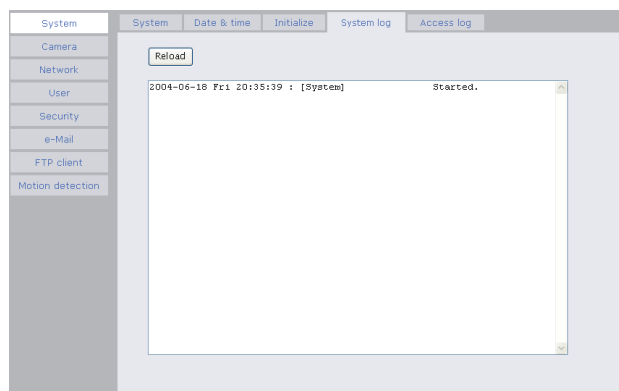 System
Camera
Network
User
Security
e-Mail
FTP client
Motion detection
System Date & time Initialize System log Access log
Reload
2004-06-18 Fri 20:35:39 : [System] Started.